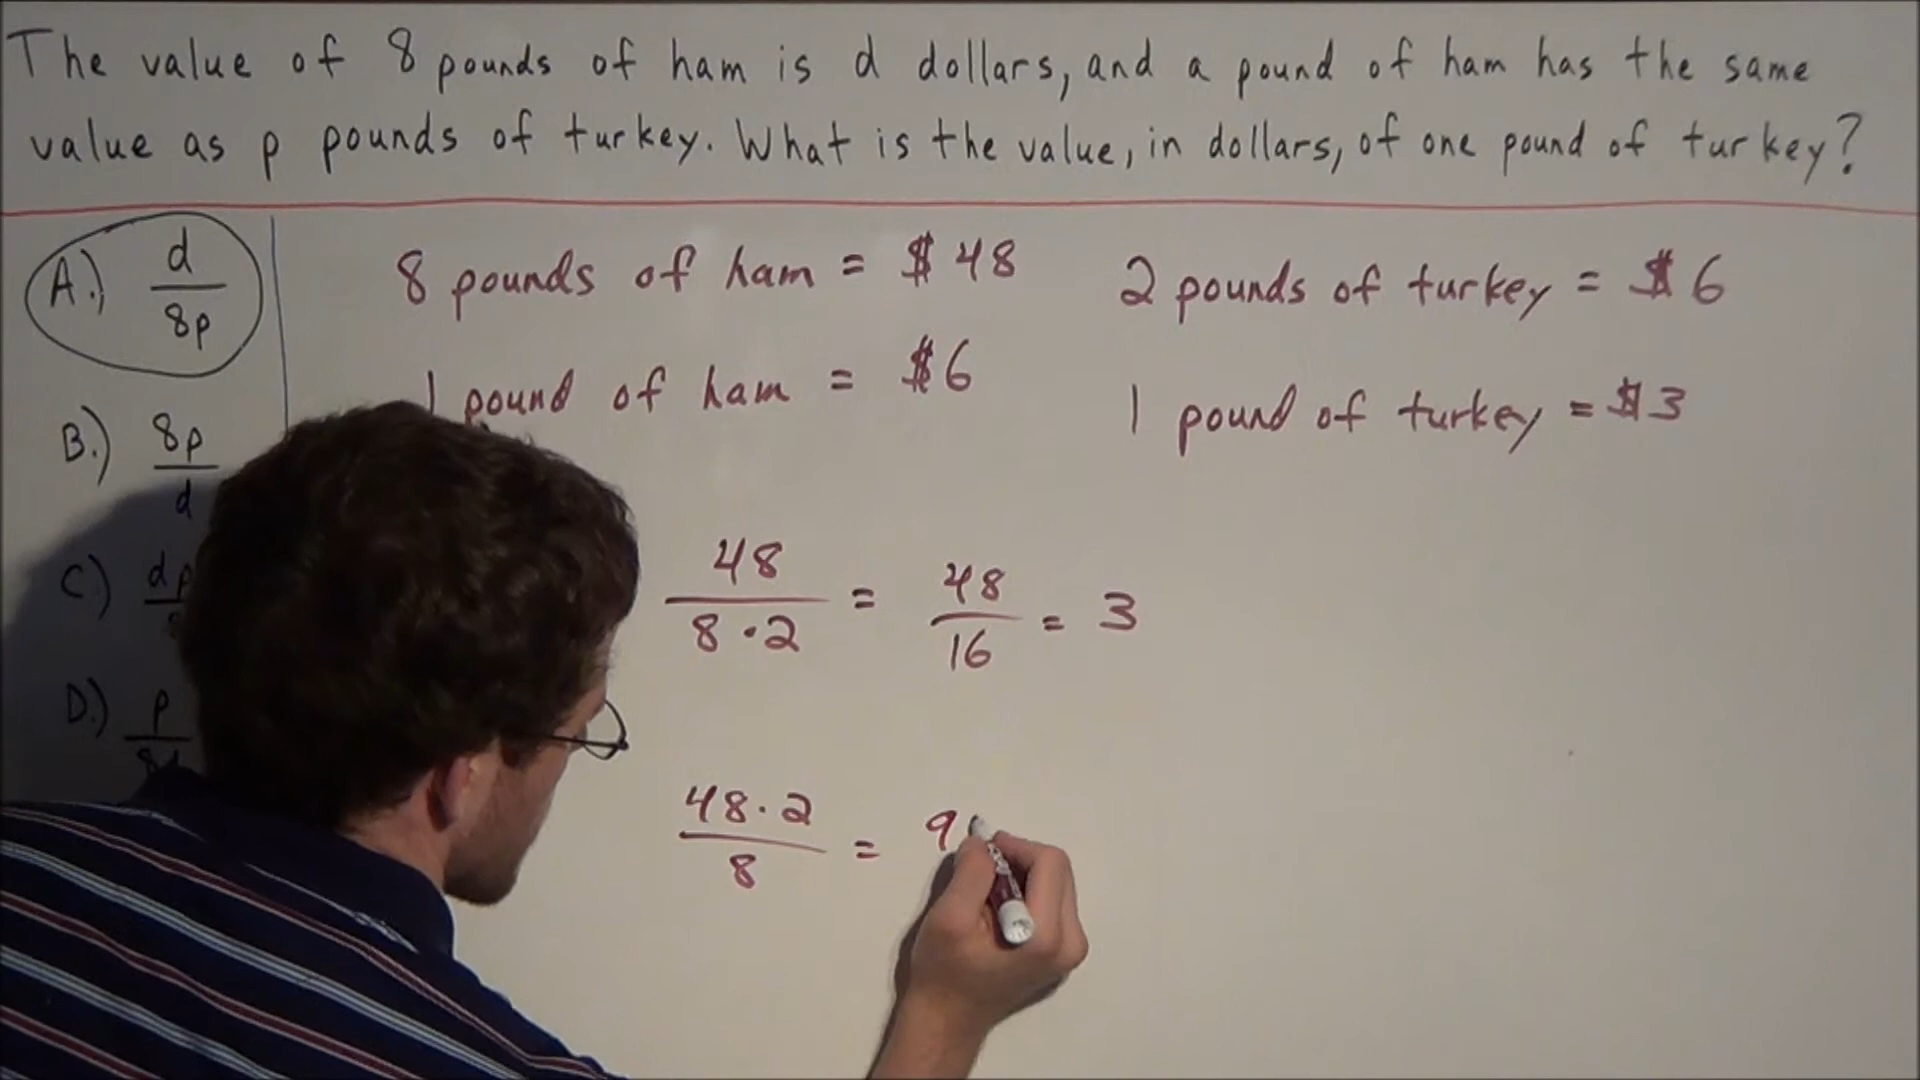 The value of 8 pounds of ham is d dollars, and a pound of ham has the same
value as p pounds of turkey. What is the value, in dollars, of one pound of turkey?
A.) d
8p
B.) 8p
d
C.) dp
D.) p
8 pounds of ham = $48
1 pound of ham = $6
2 pounds of turkey = $6
1 pound of turkey = $3
48 / 8 · 2 = 48 / 16 = 3
48 · 2 / 8 = 9